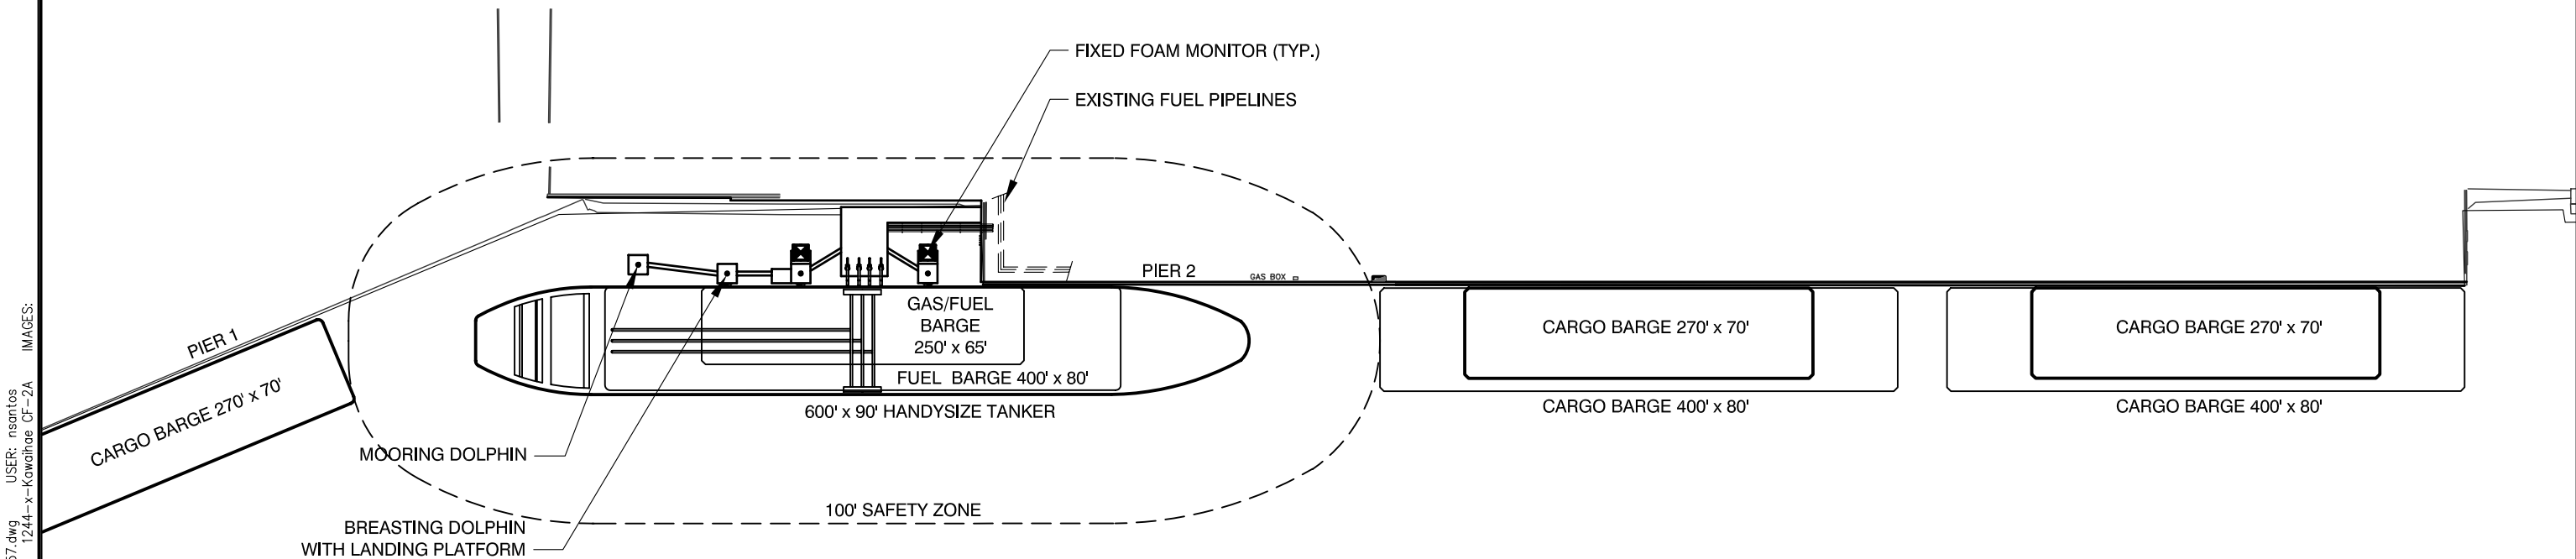 FIXED FOAM MONITOR (TYP.)
EXISTING FUEL PIPELINES
PIER 2
GAS BOX
PIER 1
CARGO BARGE 270' x 70'
GAS/FUEL
BARGE
250' x 65'
FUEL BARGE 400' x 80'
600' x 90' HANDYSIZE TANKER
CARGO BARGE 270' x 70'
CARGO BARGE 400' x 80'
CARGO BARGE 270' x 70'
CARGO BARGE 400' x 80'
MOORING DOLPHIN
100' SAFETY ZONE
BREASTING DOLPHIN
WITH LANDING PLATFORM
57.dwg USER: nsantos
1244-x-Kawaihae CF-2A IMAGES: